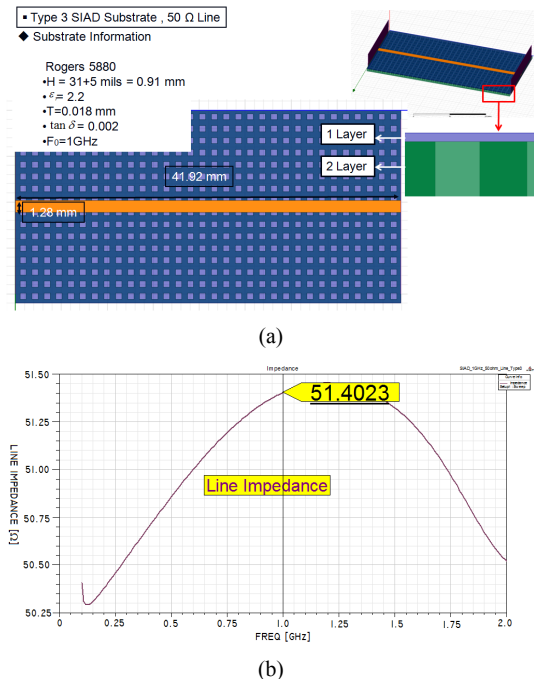 ▪ Type 3 SIAD Substrate , 50 Ω Line
◆ Substrate Information
Rogers 5880
•H = 31+5 mils = 0.91 mm
•ε= 2.2
•T=0.018 mm
• tan δ = 0.002
•F₀=1GHz
1 Layer
2 Layer
41.92 mm
1.28 mm
(a)
Impedance
SIAD_1GHz_50ohm_Line_Type3
Curve Info
51.50
51.25
51.00
50.75
50.50
50.25
LINE IMPEDANCE [Ω]
51.4023
Line Impedance
0
0.25
0.5
0.75
1.0
1.25
1.5
1.75
2.0
FREQ [GHz]
(b)